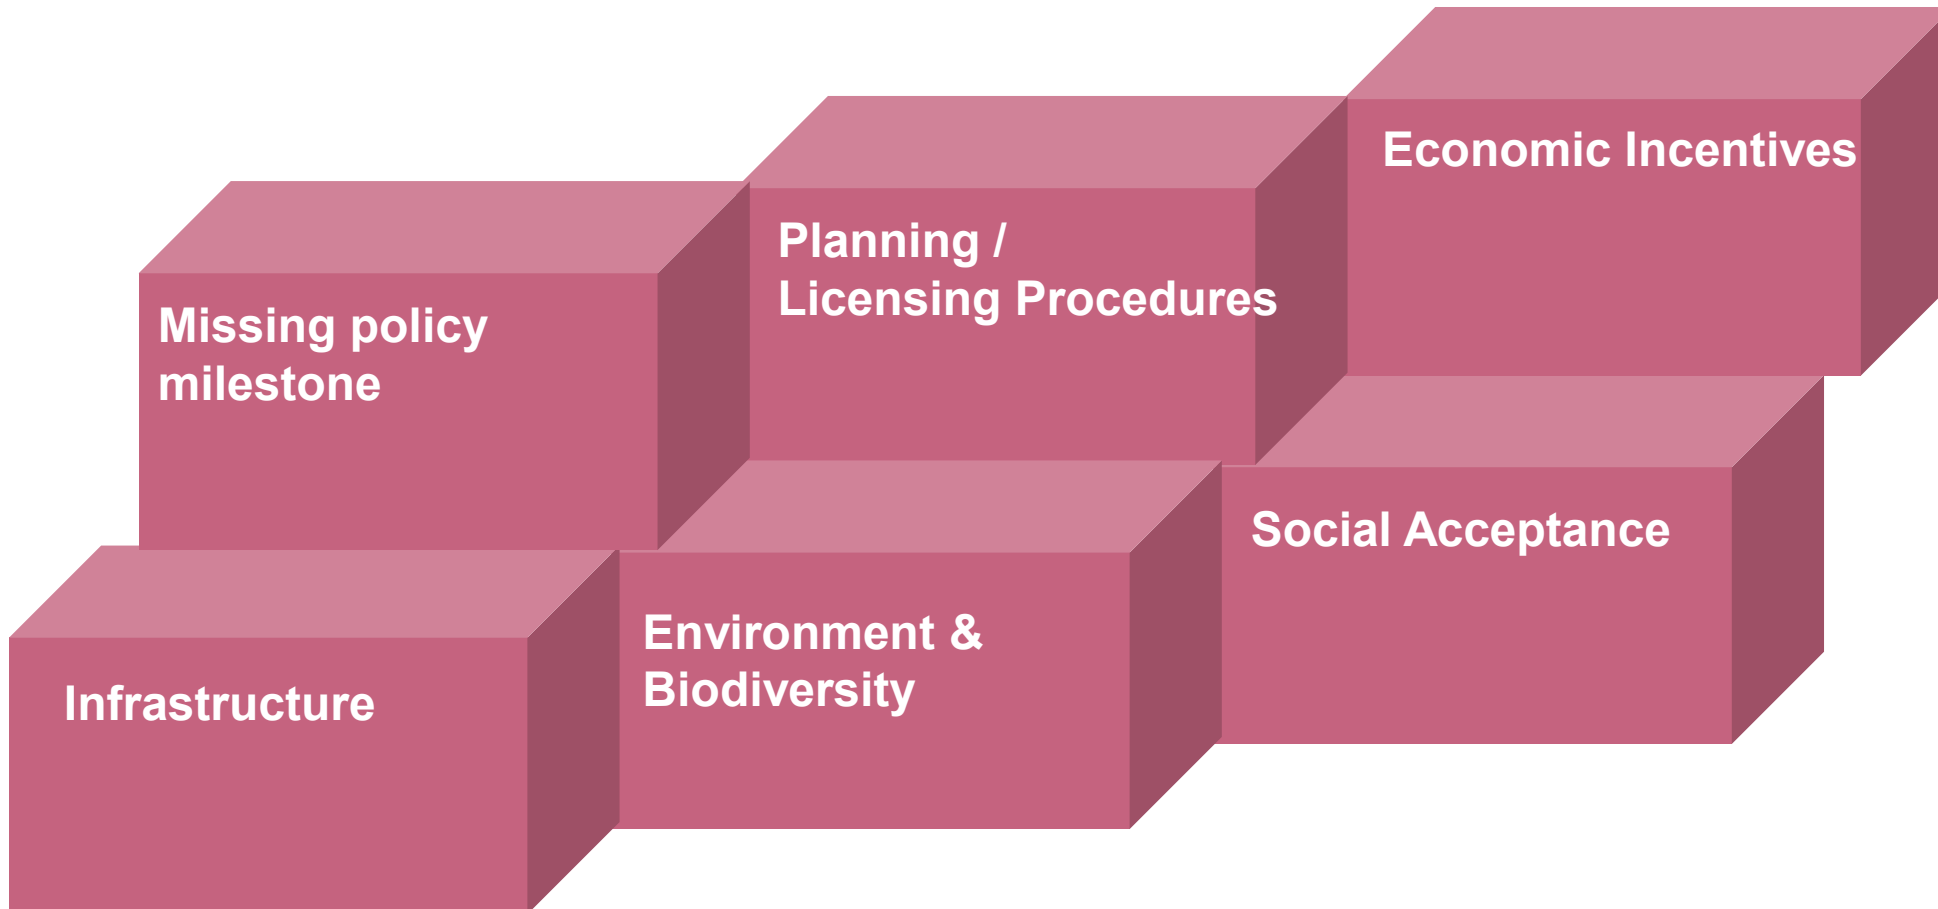 Economic Incentives
Planning /
Licensing Procedures
Missing policy
milestone
Social Acceptance
Environment &
Biodiversity
Infrastructure